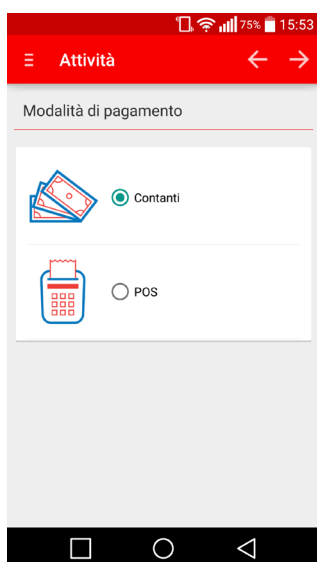 75% 15:53
Attività
Modalità di pagamento
Contanti
POS